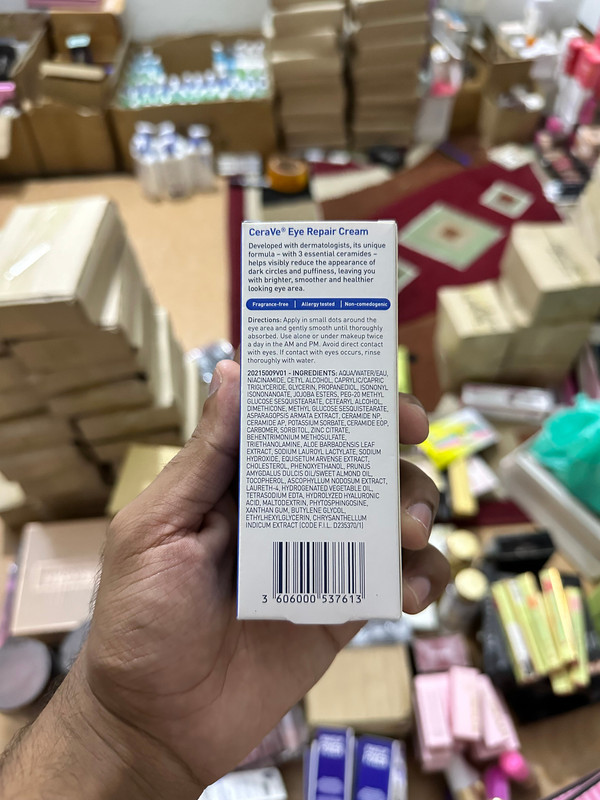 CeraVe® Eye Repair Cream
Developed with dermatologists, its unique
formula – with 3 essential ceramides –
helps visibly reduce the appearance of
dark circles and puffiness, leaving you
with brighter, smoother and healthier
looking eye area.
Fragrance-free | Allergy tested | Non-comedogenic
Directions: Apply in small dots around the
eye area and gently smooth until thoroughly
absorbed. Use alone or under makeup twice
a day in the AM and PM. Avoid direct contact
with eyes. If contact with eyes occurs, rinse
thoroughly with water.
20215009V01 - INGREDIENTS: AQUA/WATER/EAU,
NIACINAMIDE, CETYL ALCOHOL, CAPRYLIC/CAPRIC
TRIGLYCERIDE, GLYCERIN, PROPANEDIOL, ISONONYL
ISONONANOATE, JOJOBA ESTERS, PEG-20 METHYL
GLUCOSE SESQUISTEARATE, CETEARYL ALCOHOL,
DIMETHICONE, METHYL GLUCOSE SESQUISTEARATE,
ASPARAGOPSIS ARMATA EXTRACT, CERAMIDE NP,
CERAMIDE AP, POTASSIUM SORBATE, CERAMIDE EOP,
CARBOMER, SORBITOL, ZINC CITRATE,
BEHENTRIMONIUM METHOSULFATE,
TRIETHANOLAMINE, ALOE BARBADENSIS LEAF
EXTRACT, SODIUM LAUROYL LACTYLATE, SODIUM
HYDROXIDE, EQUISETUM ARVENSE EXTRACT,
CHOLESTEROL, PHENOXYETHANOL, PRUNUS
AMYGDALUS DULCIS OIL/SWEET ALMOND OIL,
TOCOPHEROL, ASCOPHYLLUM NODOSUM EXTRACT,
LAURETH-4, HYDROGENATED VEGETABLE OIL,
TETRASODIUM EDTA, HYDROLYZED HYALURONIC
ACID, MALTODEXTRIN, PHYTOSPHINGOSINE,
XANTHAN GUM, BUTYLENE GLYCOL,
ETHYLHEXYLGLYCERIN, CHRYSANTHELLUM
INDICUM EXTRACT (CODE F.I.L. D235370/1)
3 606000 537613